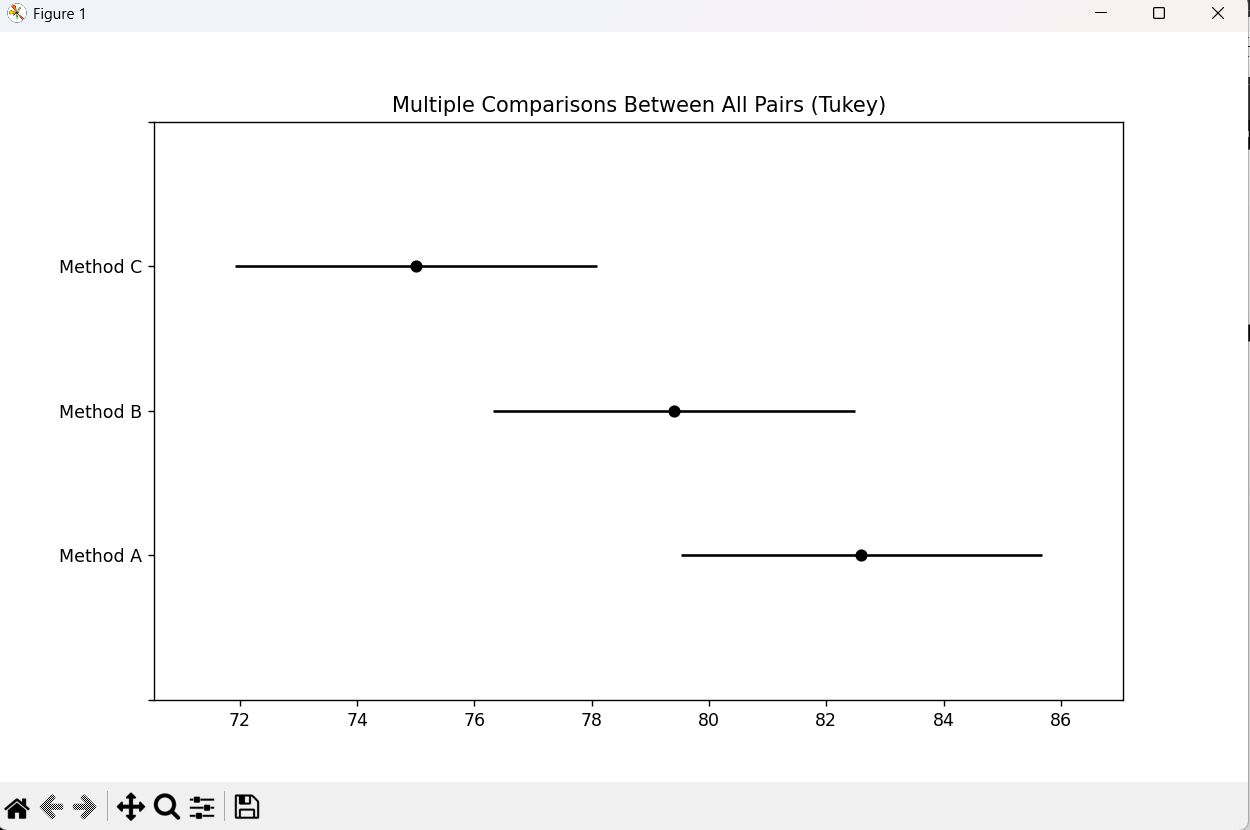 Figure 1
Multiple Comparisons Between All Pairs (Tukey)
Method C
Method B
Method A
72 74 76 78 80 82 84 86